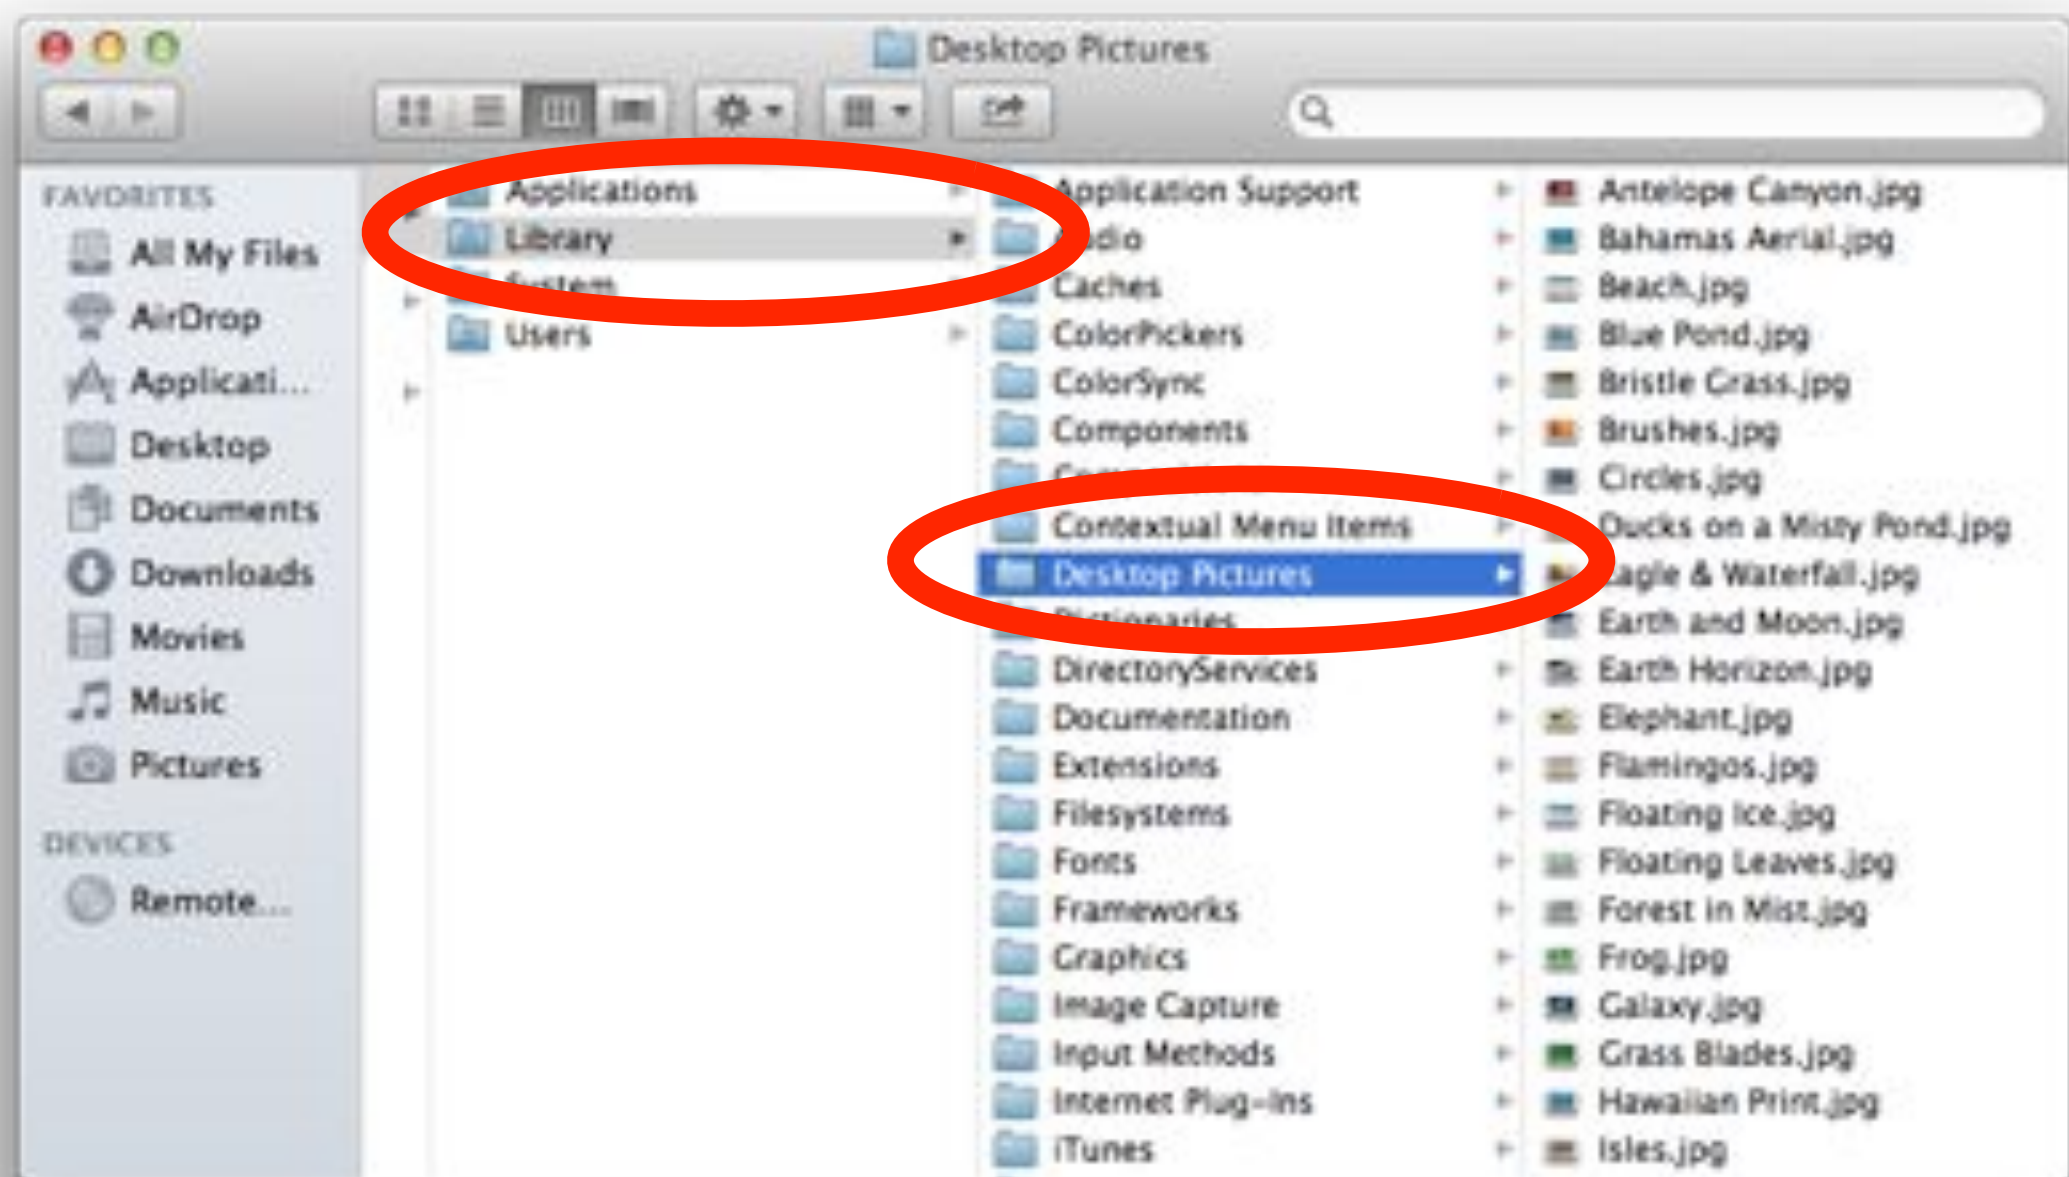 Desktop Pictures
FAVORITES
All My Files
AirDrop
Applicati...
Desktop
Documents
Downloads
Movies
Music
Pictures
DEVICES
Remote...
Applications
Library
System
Users
Application Support
Caches
ColorPickers
ColorSync
Components
Contextual Menu Items
Desktop Pictures
Dictionaries
DirectoryServices
Documentation
Extensions
Filesystems
Fonts
Frameworks
Graphics
Image Capture
Input Methods
Internet Plug-Ins
iTunes
Antelope Canyon.jpg
Bahamas Aerial.jpg
Beach.jpg
Blue Pond.jpg
Bristle Grass.jpg
Brushes.jpg
Circles.jpg
Ducks on a Misty Pond.jpg
Eagle & Waterfall.jpg
Earth and Moon.jpg
Earth Horizon.jpg
Elephant.jpg
Flamingos.jpg
Floating Ice.jpg
Floating Leaves.jpg
Forest in Mist.jpg
Frog.jpg
Galaxy.jpg
Grass Blades.jpg
Hawaiian Print.jpg
Isles.jpg